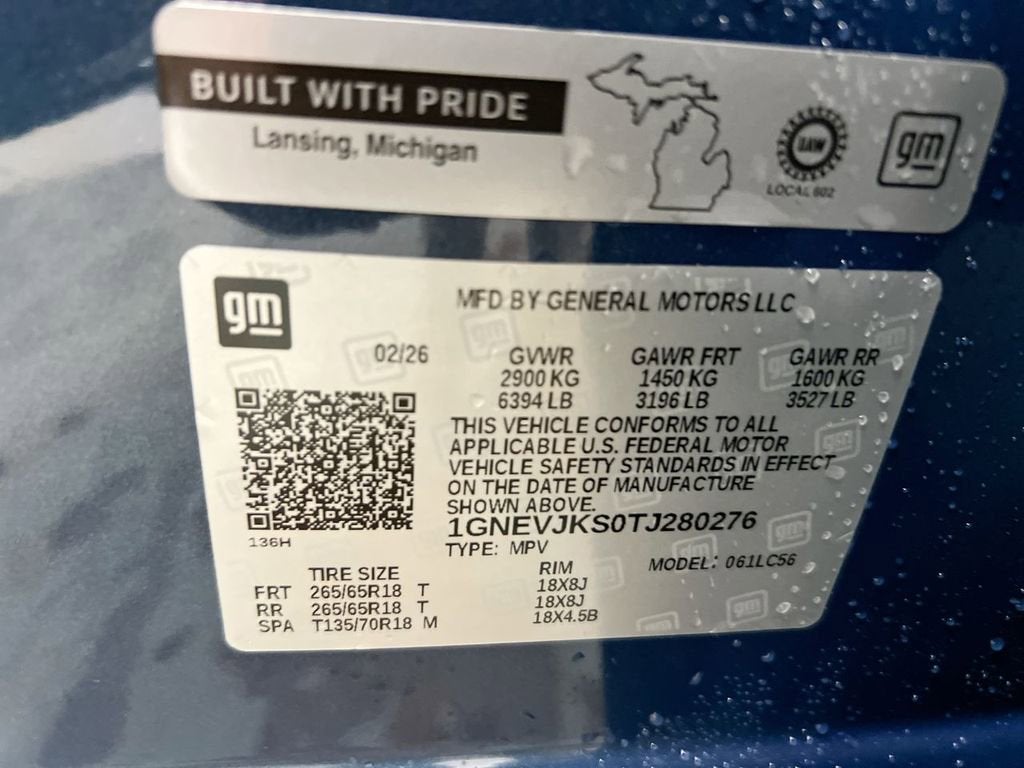 BUILT WITH PRIDE
Lansing, Michigan
UAW
LOCAL 602
gm
gm
MFD BY GENERAL MOTORS LLC
02/26 GVWR GAWR FRT GAWR RR
2900 KG 1450 KG 1600 KG
6394 LB 3196 LB 3527 LB
THIS VEHICLE CONFORMS TO ALL
APPLICABLE U.S. FEDERAL MOTOR
VEHICLE SAFETY STANDARDS IN EFFECT
ON THE DATE OF MANUFACTURE
SHOWN ABOVE.
1GNEVJKS0TJ280276
136H
TYPE: MPV MODEL: 061LC56
TIRE SIZE RIM
FRT 265/65R18 T 18X8J
RR 265/65R18 T 18X8J
SPA T135/70R18 M 18X4.5B